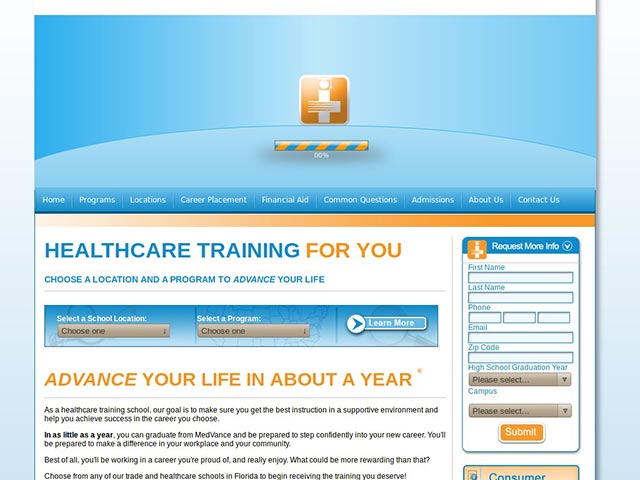 00%
Home Programs Locations Career Placement Financial Aid Common Questions Admissions About Us Contact Us
HEALTHCARE TRAINING FOR YOU
CHOOSE A LOCATION AND A PROGRAM TO ADVANCE YOUR LIFE
Select a School Location: Select a Program:
Choose one Choose one Learn More
ADVANCE YOUR LIFE IN ABOUT A YEAR ®
As a healthcare training school, our goal is to make sure you get the best instruction in a supportive environment and
help you achieve success in the career you choose.
In as little as a year, you can graduate from MedVance and be prepared to step confidently into your new career. You'll
be prepared to make a difference in your workplace and your community.
Best of all, you'll be working in a career you're proud of, and really enjoy. What could be more rewarding than that?
Choose from any of our trade and healthcare schools in Florida to begin receiving the training you deserve!
Request More Info
First Name
Last Name
Phone
Email
Zip Code
High School Graduation Year
Please select...
Campus
Please select...
Submit
Consumer